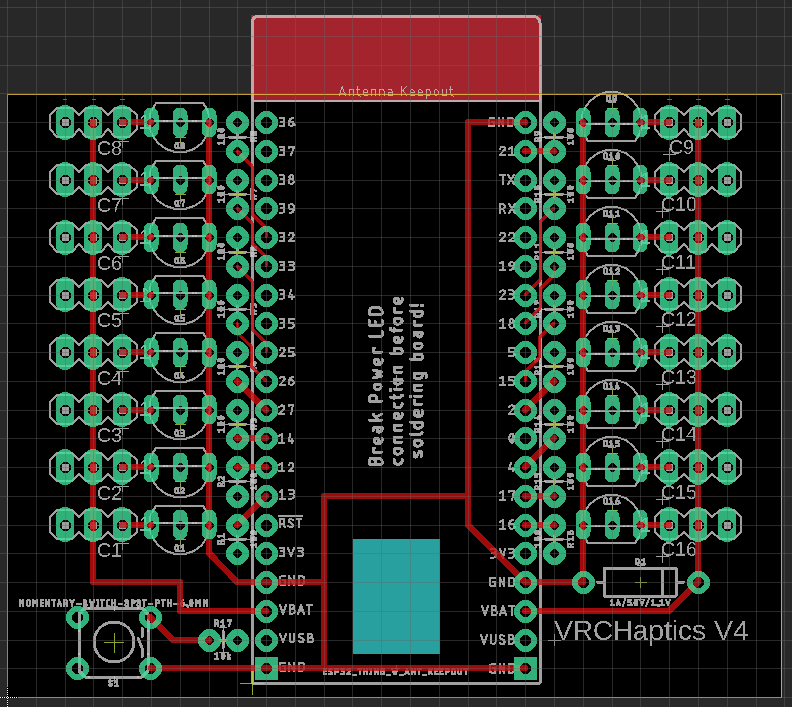 Antenna Keepout
36
37
38
39
32
33
34
35
25
26
27
14
12
13
RST
3V3
GND
VBAT
VUSB
GND
GND
21
TX
RX
22
19
23
18
5
15
2
0
4
17
16
3V3
GND
VBAT
VUSB
GND
C8
C7
C6
C5
C4
C3
C2
C1
C9
C10
C11
C12
C13
C14
C15
C16
Break Power LED
connection before
soldering board!
MOMENTARY-SWITCH-SPST-PTH-6.0MM
R17
10k
S1
1A/50V/1.1V
ESP32_THING_W_ANT_KEEPOUT
VRCHaptics V4